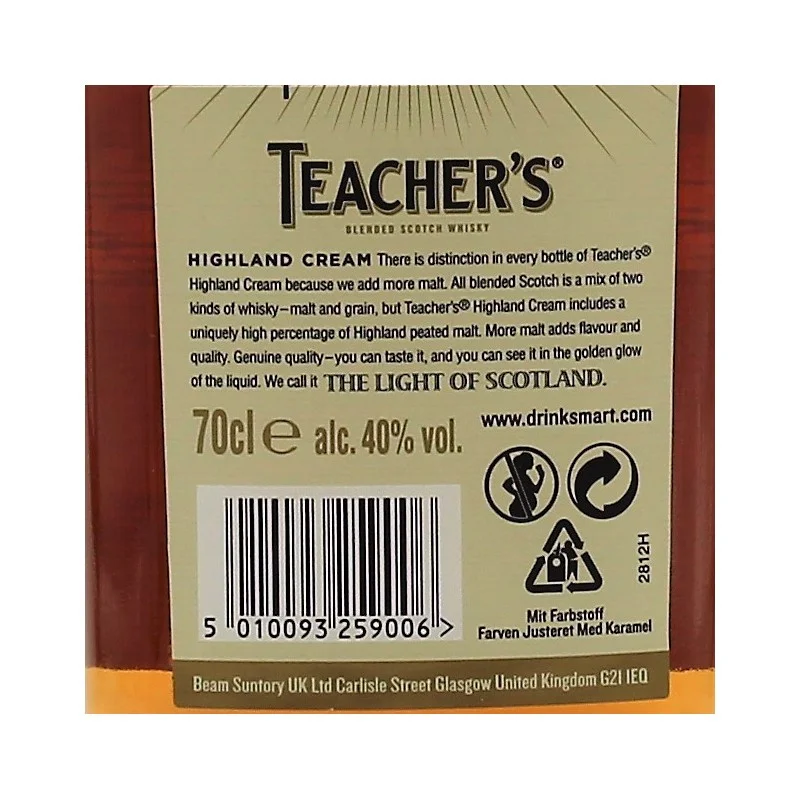 TEACHER'S®
BLENDED SCOTCH WHISKY
HIGHLAND CREAM There is distinction in every bottle of Teacher's®
Highland Cream because we add more malt. All blended Scotch is a mix of two
kinds of whisky–malt and grain, but Teacher's® Highland Cream includes a
uniquely high percentage of Highland peated malt. More malt adds flavour and
quality. Genuine quality–you can taste it, and you can see it in the golden glow
of the liquid. We call it THE LIGHT OF SCOTLAND.
70cl e alc. 40% vol.
www.drinksmart.com
2812H
5 010093 259006 >
Mit Farbstoff
Farven Justeret Med Karamel
Beam Suntory UK Ltd Carlisle Street Glasgow United Kingdom G21 1EQ